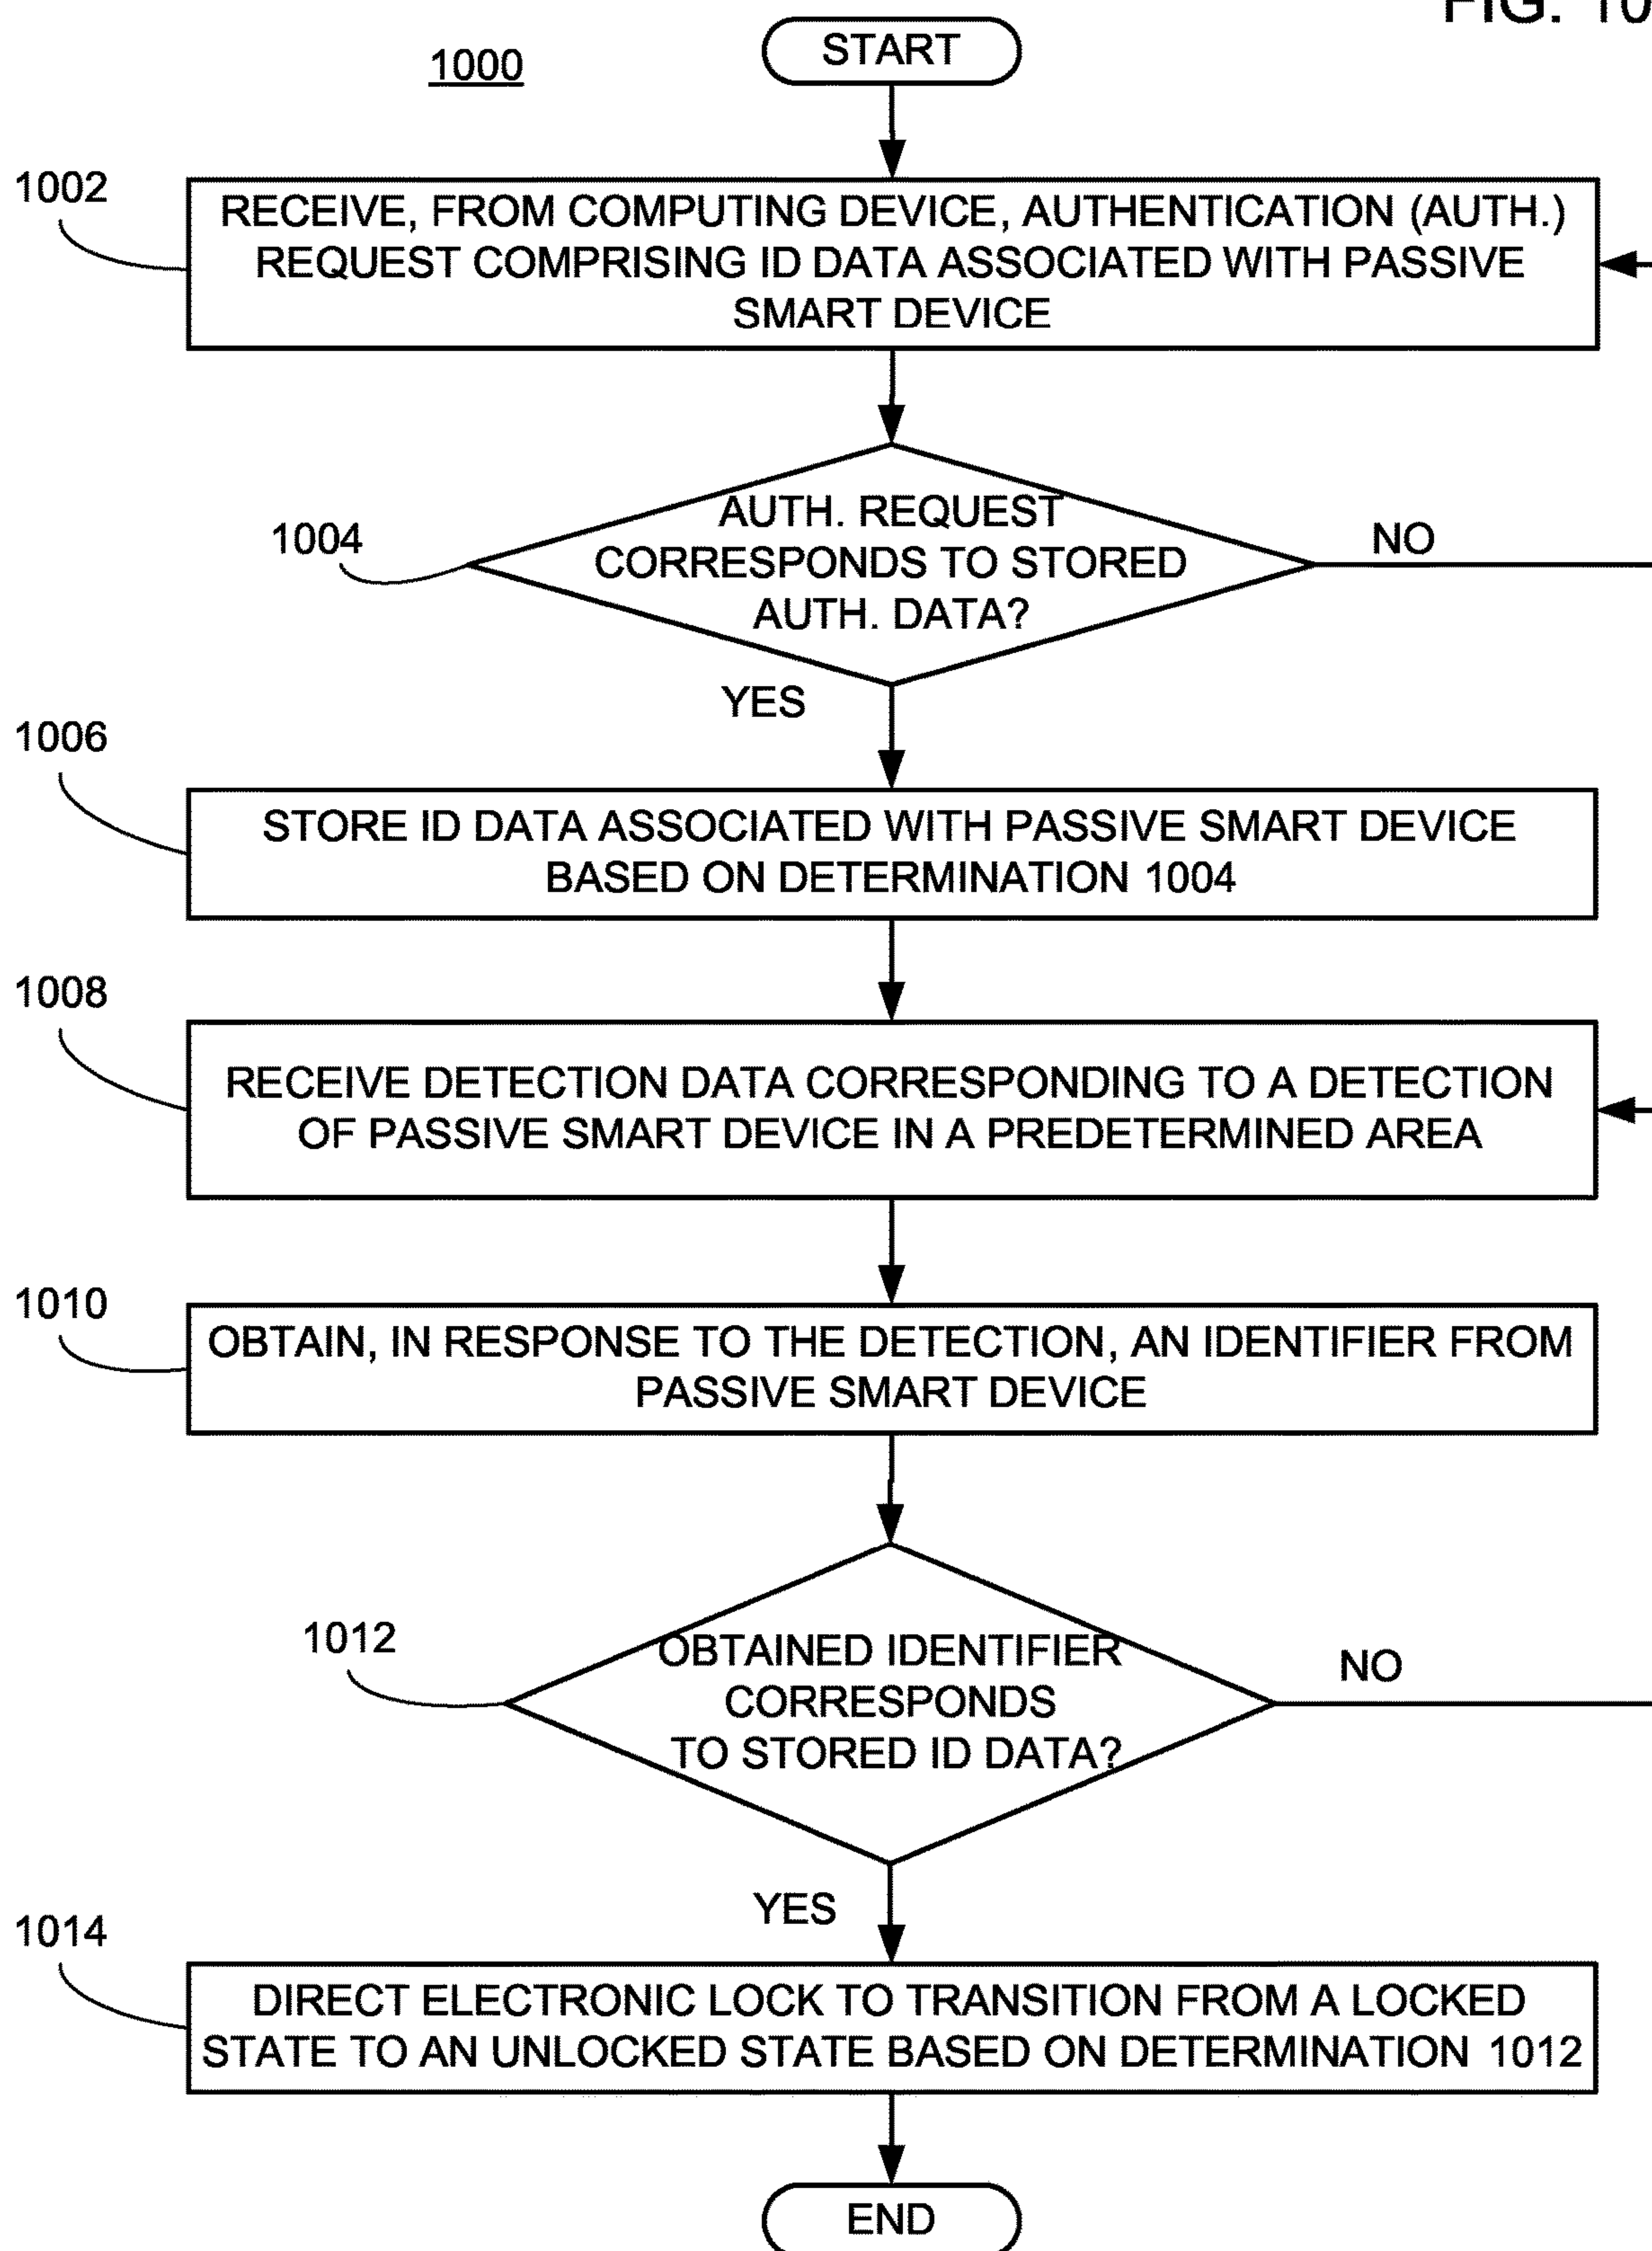 FIG. 10
1000
START
1002
RECEIVE, FROM COMPUTING DEVICE, AUTHENTICATION (AUTH.)
REQUEST COMPRISING ID DATA ASSOCIATED WITH PASSIVE
SMART DEVICE
1004
AUTH. REQUEST
CORRESPONDS TO STORED
AUTH. DATA?
NO
YES
1006
STORE ID DATA ASSOCIATED WITH PASSIVE SMART DEVICE
BASED ON DETERMINATION 1004
1008
RECEIVE DETECTION DATA CORRESPONDING TO A DETECTION
OF PASSIVE SMART DEVICE IN A PREDETERMINED AREA
1010
OBTAIN, IN RESPONSE TO THE DETECTION, AN IDENTIFIER FROM
PASSIVE SMART DEVICE
1012
OBTAINED IDENTIFIER
CORRESPONDS
TO STORED ID DATA?
NO
YES
1014
DIRECT ELECTRONIC LOCK TO TRANSITION FROM A LOCKED
STATE TO AN UNLOCKED STATE BASED ON DETERMINATION 1012
END